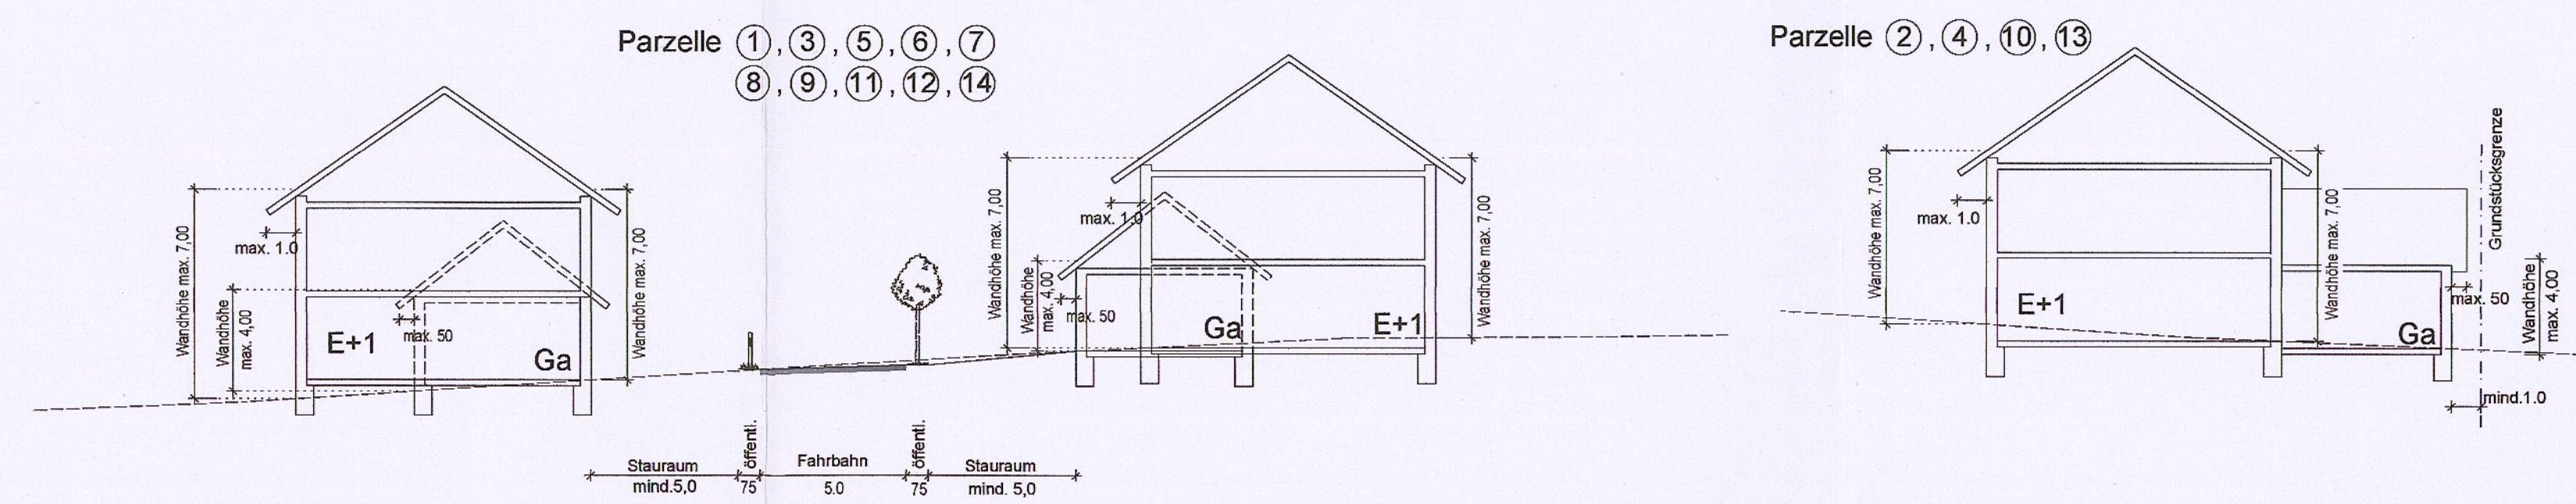 Parzelle 1 , 3 , 5 , 6 , 7
8 , 9 , 11 , 12 , 14
Wandhöhe max. 7,00
max. 1.0
Wandhöhe
max. 4,00
E+1
max. 50
Ga
Wandhöhe max. 7,00
Stauraum
mind.5,0
öffentl.
75
Fahrbahn
5.0
öffentl.
75
Stauraum
mind. 5,0
Wandhöhe max. 7,00
max. 1.0
Wandhöhe
max. 4,00
max. 50
Ga
E+1
Wandhöhe max. 7,00
Parzelle 2 , 4 , 10 , 13
Wandhöhe max. 7,00
max. 1.0
E+1
Wandhöhe max. 7,00
Ga
Grundstücksgrenze
max. 50
Wandhöhe
max. 4,00
mind.1.0